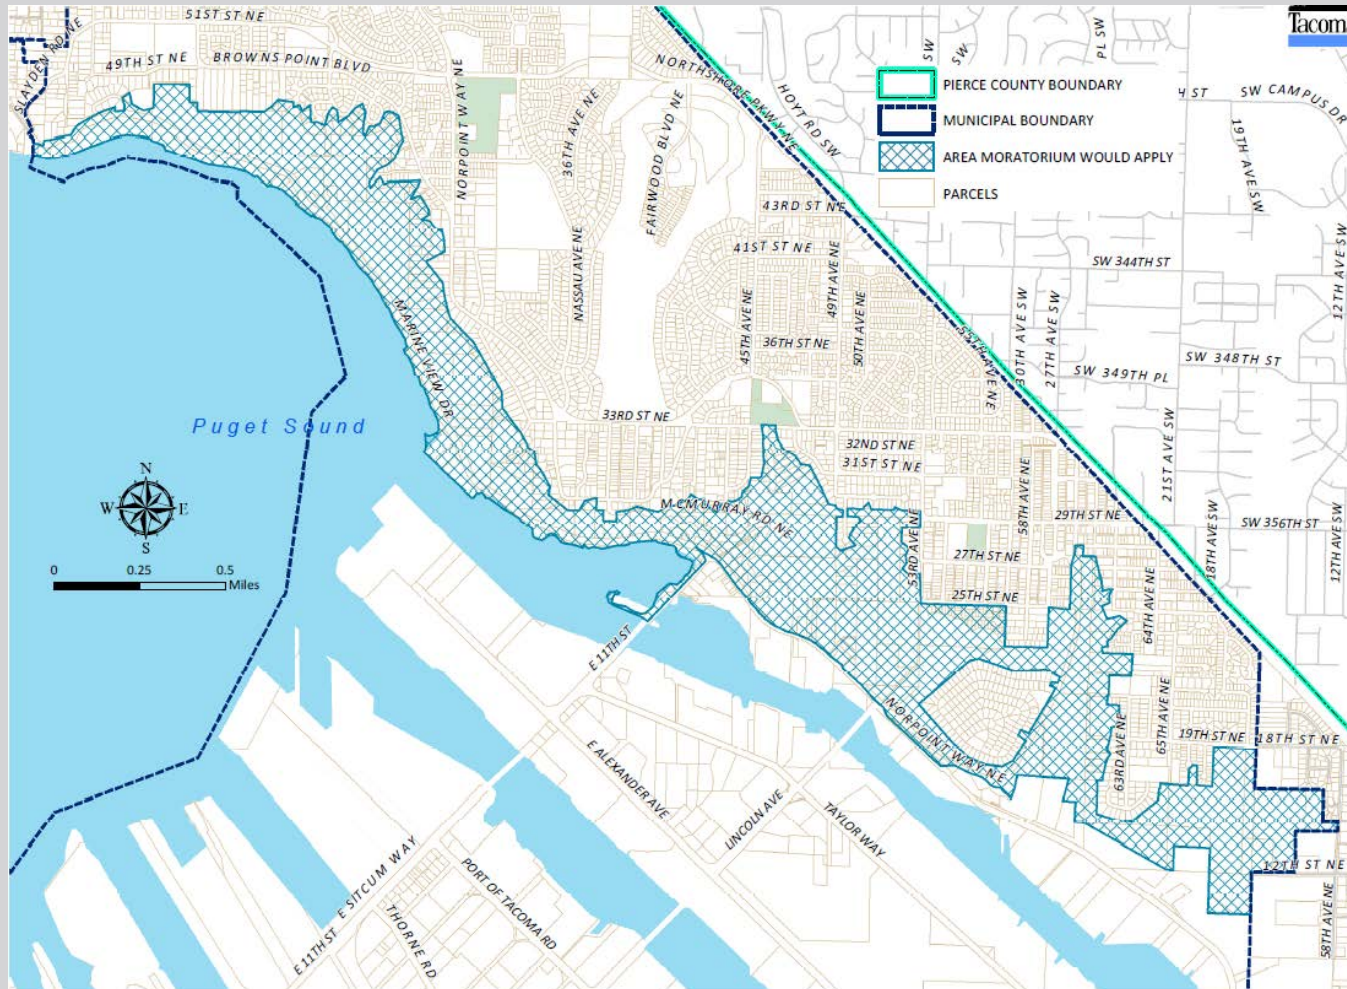 51ST ST NE
SLAYDEN RD NE
49TH ST NE
BROWNS POINT BLVD
NORPOINT WAY NE
36TH AVE NE
FAIRWOOD BLVD NE
NASSAU AVE NE
NORTHSHORE PKWY NE
HOYT RD SW
SW
SW
PL SW
Tacom
PIERCE COUNTY BOUNDARY
MUNICIPAL BOUNDARY
AREA MORATORIUM WOULD APPLY
PARCELS
H ST
SW CAMPUS DR
19TH AVE SW
12TH AVE SW
43RD ST NE
41ST ST NE
49TH AVE NE
45TH AVE NE
50TH AVE NE
36TH ST NE
SW 344TH ST
30TH AVE SW
27TH AVE SW
SW 348TH ST
SW 349TH PL
55TH AVE NE
21ST AVE SW
MARINE VIEW DR
Puget Sound
33RD ST NE
32ND ST NE
31ST ST NE
N
W
E
S
0
0.25
0.5
Miles
MCMURRAY RD NE
53RD AVE NE
58TH AVE NE
29TH ST NE
27TH ST NE
25TH ST NE
SW 356TH ST
18TH AVE SW
12TH AVE SW
64TH AVE NE
E 11TH ST
NORPOINT WAY NE
63RD AVE NE
65TH AVE NE
19TH ST NE
18TH ST NE
E ALEXANDER AVE
LINCOLN AVE
TAYLOR WAY
E SITCUM WAY
E 11TH ST
PORT OF TACOMA RD
THORNE RD
12TH ST NE
58TH AVE NE